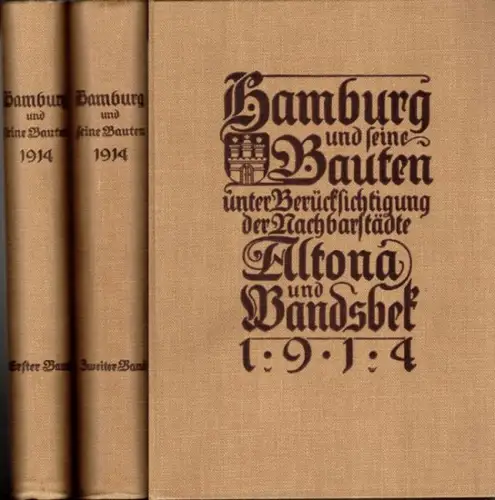 Hamburg
und
seine Bauten
1914
Erster Band
Hamburg
und
seine Bauten
1914
Zweiter Band
Hamburg
und seine
Bauten
unter Berücksichtigung
der Nachbarstädte
Altona
und
Wandsbek
1·9·1·4